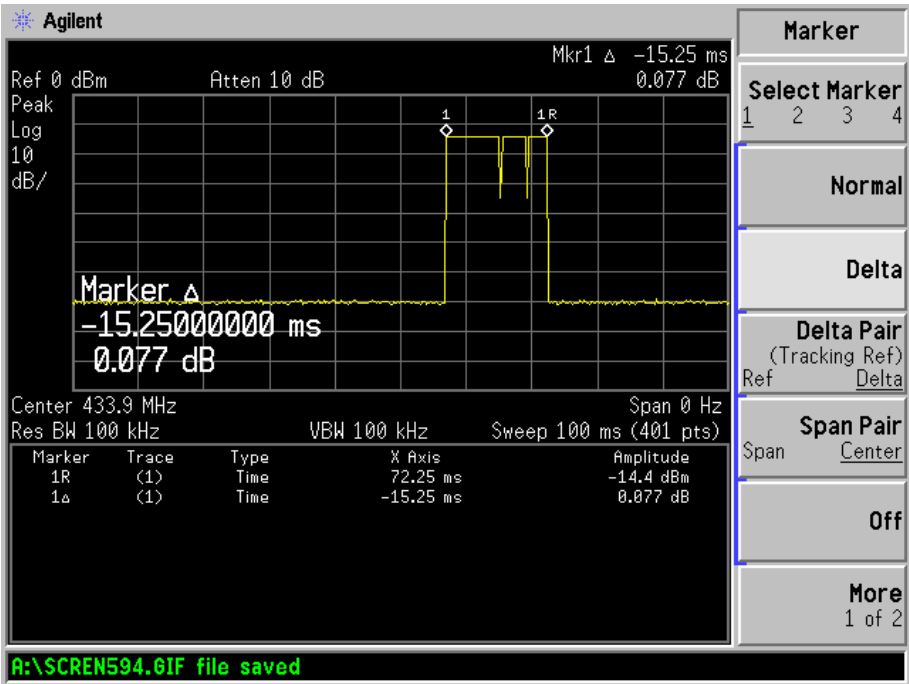 Agilent
Marker
Mkr1 Δ -15.25 ms
Ref 0 dBm Atten 10 dB 0.077 dB
Peak
Log
10
dB/
1 1R
Marker Δ
-15.25000000 ms
0.077 dB
Center 433.9 MHz Span 0 Hz
Res BW 100 kHz VBW 100 kHz Sweep 100 ms (401 pts)
Marker Trace Type X Axis Amplitude
1R (1) Time 72.25 ms -14.4 dBm
1Δ (1) Time -15.25 ms 0.077 dB
Select Marker
1 2 3 4
Normal
Delta
Delta Pair
(Tracking Ref)
Ref Delta
Span Pair
Span Center
Off
More
1 of 2
A:\SCREN594.GIF file saved